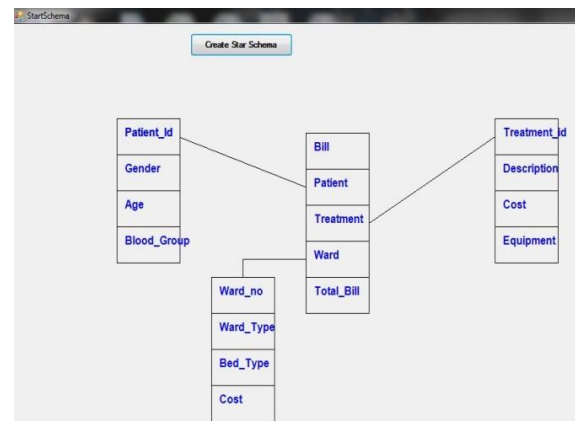 StartSchema
Create Star Schema
Patient_Id
Gender
Age
Blood_Group
Bill
Patient
Treatment
Ward
Total_Bill
Treatment_id
Description
Cost
Equipment
Ward_no
Ward_Type
Bed_Type
Cost